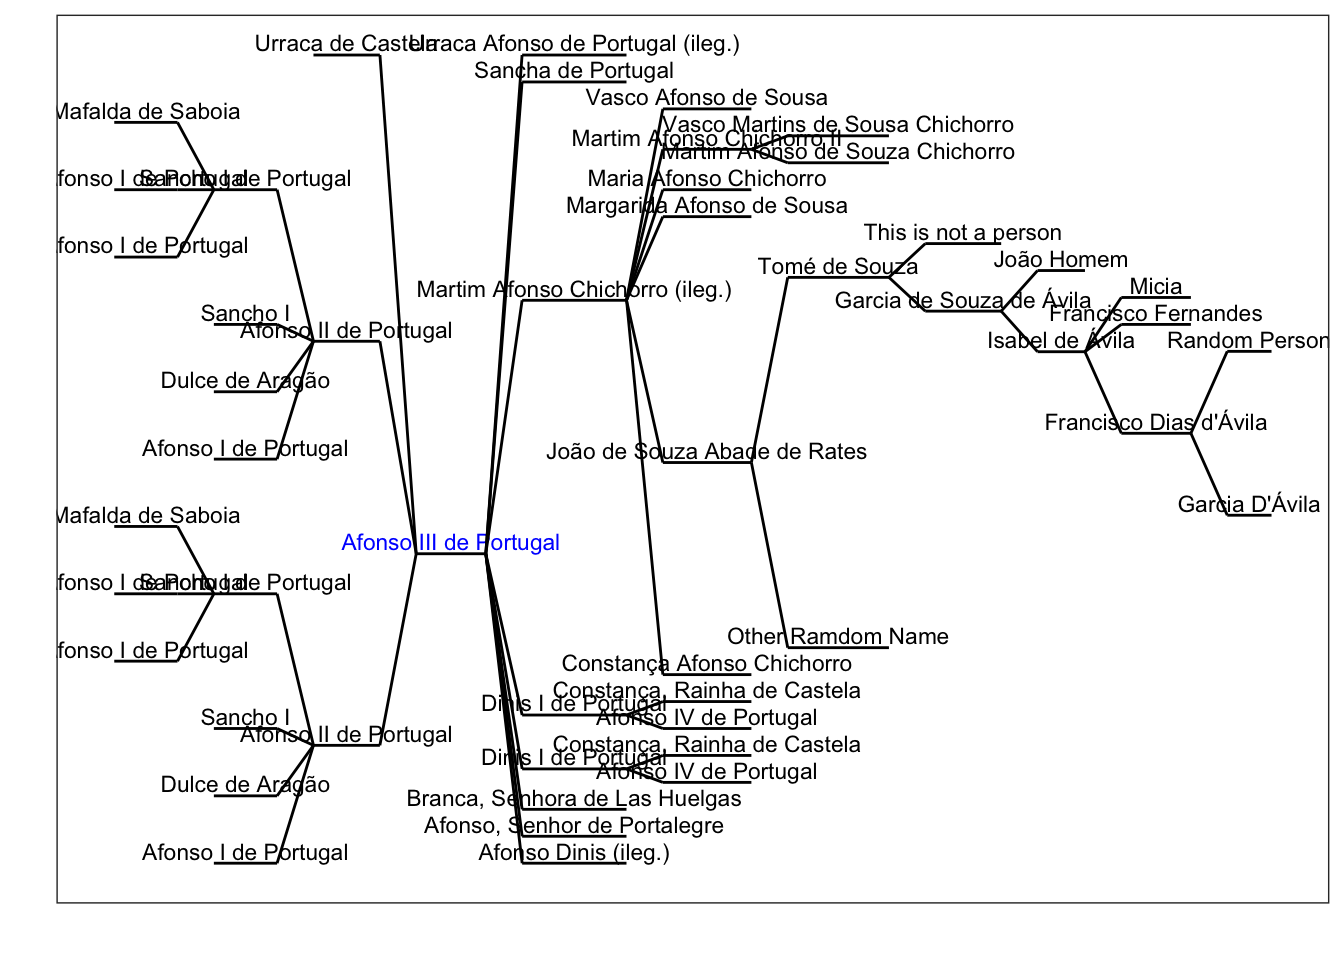 Urraca de Castela
Urraca Afonso de Portugal (ileg.)
Sancha de Portugal
Vasco Afonso de Sousa
Mafalda de Saboia
Vasco Martins de Sousa Chichorro
Martim Afonso Chichorro II
Martim Afonso de Souza Chichorro
fonso I de Portugal
Sancho I de Portugal
Maria Afonso Chichorro
Margarida Afonso de Sousa
This is not a person
fonso I de Portugal
João Homem
Tomé de Souza
Micia
Martim Afonso Chichorro (ileg.)
Garcia de Souza de Ávila
Sancho I
Francisco Fernandes
Afonso II de Portugal
Isabel de Ávila
Random Person
Dulce de Aragão
Francisco Dias d'Ávila
Afonso I de Portugal
João de Souza Abade de Rates
Garcia D'Ávila
Mafalda de Saboia
Afonso III de Portugal
fonso I de Portugal
Sancho I de Portugal
Other Ramdom Name
fonso I de Portugal
Constança Afonso Chichorro
Constança, Rainha de Castela
Dinis I de Portugal
Sancho I
Afonso IV de Portugal
Afonso II de Portugal
Constança, Rainha de Castela
Dinis I de Portugal
Afonso IV de Portugal
Dulce de Aragão
Branca, Senhora de Las Huelgas
Afonso, Senhor de Portalegre
Afonso I de Portugal
Afonso Dinis (ileg.)